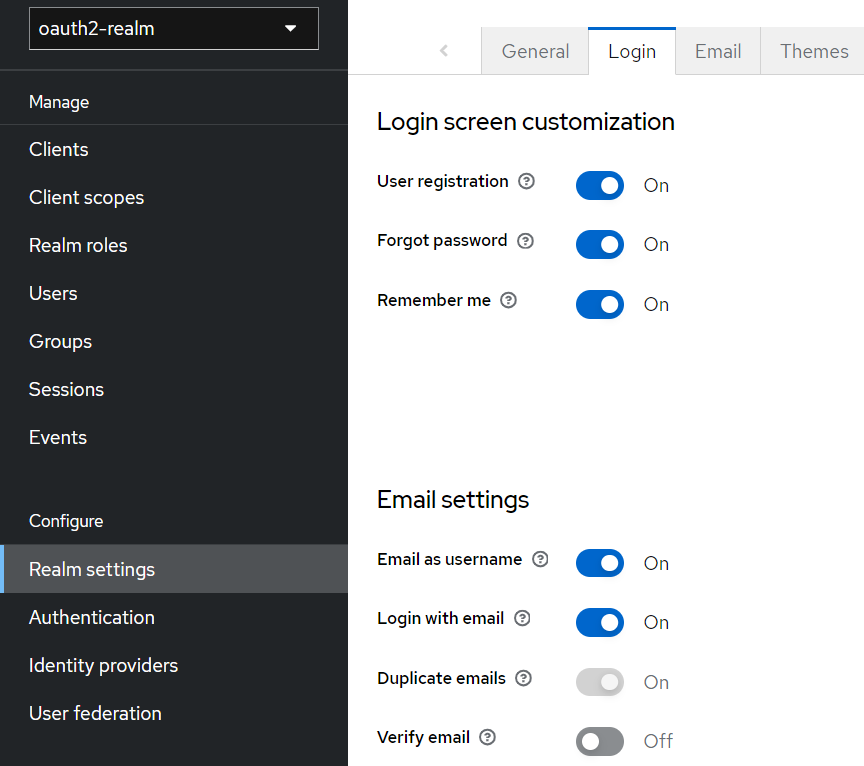 oauth2-realm
Manage
Clients
Client scopes
Realm roles
Users
Groups
Sessions
Events
Configure
Realm settings
Authentication
Identity providers
User federation
General Login Email Themes
Login screen customization
User registration On
Forgot password On
Remember me On
Email settings
Email as username On
Login with email On
Duplicate emails On
Verify email Off